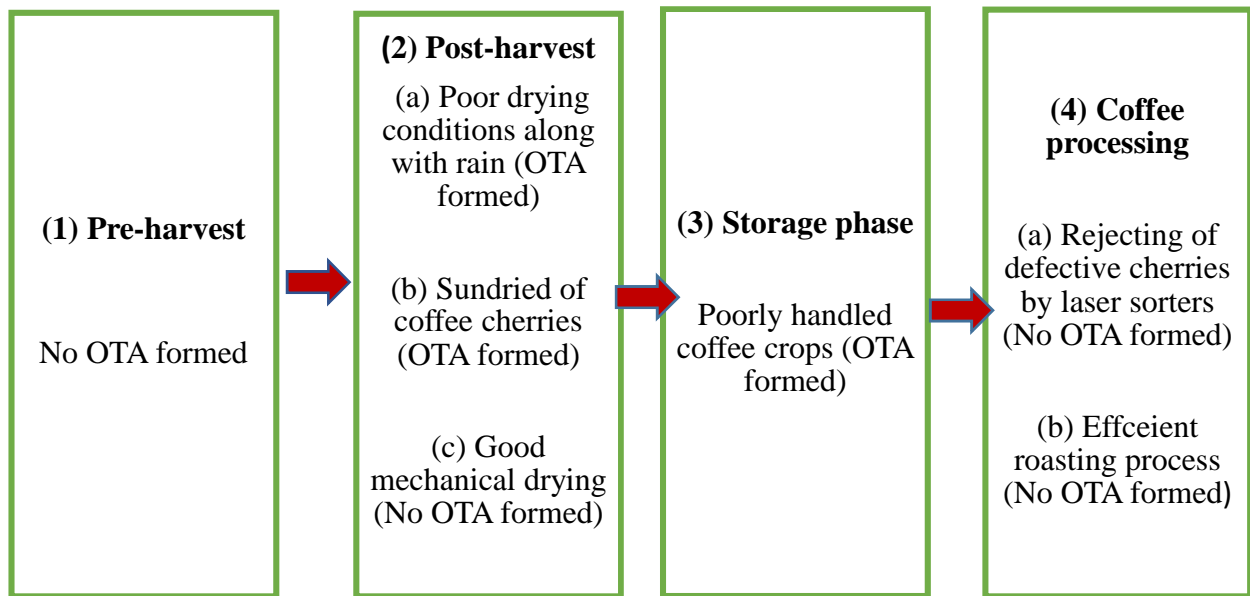 (1) Pre-harvest
No OTA formed
(2) Post-harvest
(a) Poor drying
conditions along
with rain (OTA
formed)
(b) Sundried of
coffee cherries
(OTA formed)
(c) Good
mechanical drying
(No OTA formed)
(3) Storage phase
Poorly handled
coffee crops (OTA
formed)
(4) Coffee
processing
(a) Rejecting of
defective cherries
by laser sorters
(No OTA formed)
(b) Effceient
roasting process
(No OTA formed)